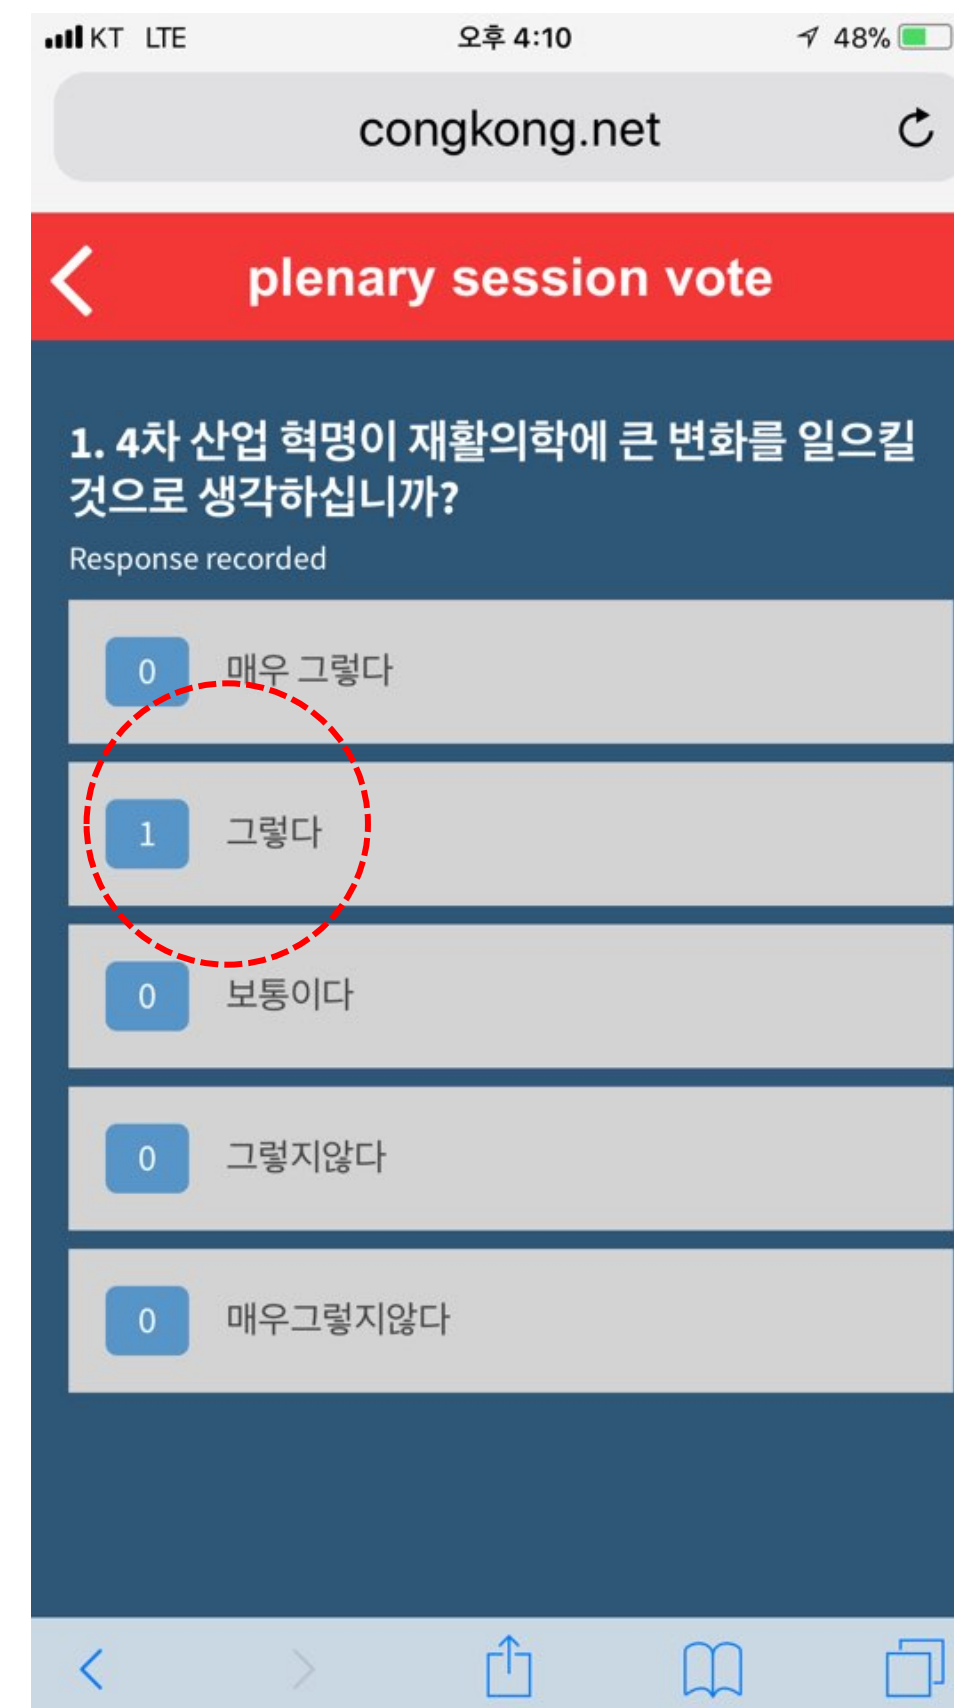 KT LTE 오후 4:10 48%
congkong.net
plenary session vote
1. 4차 산업 혁명이 재활의학에 큰 변화를 일으킬
것으로 생각하십니까?
Response recorded
0 매우 그렇다
1 그렇다
0 보통이다
0 그렇지않다
0 매우그렇지않다